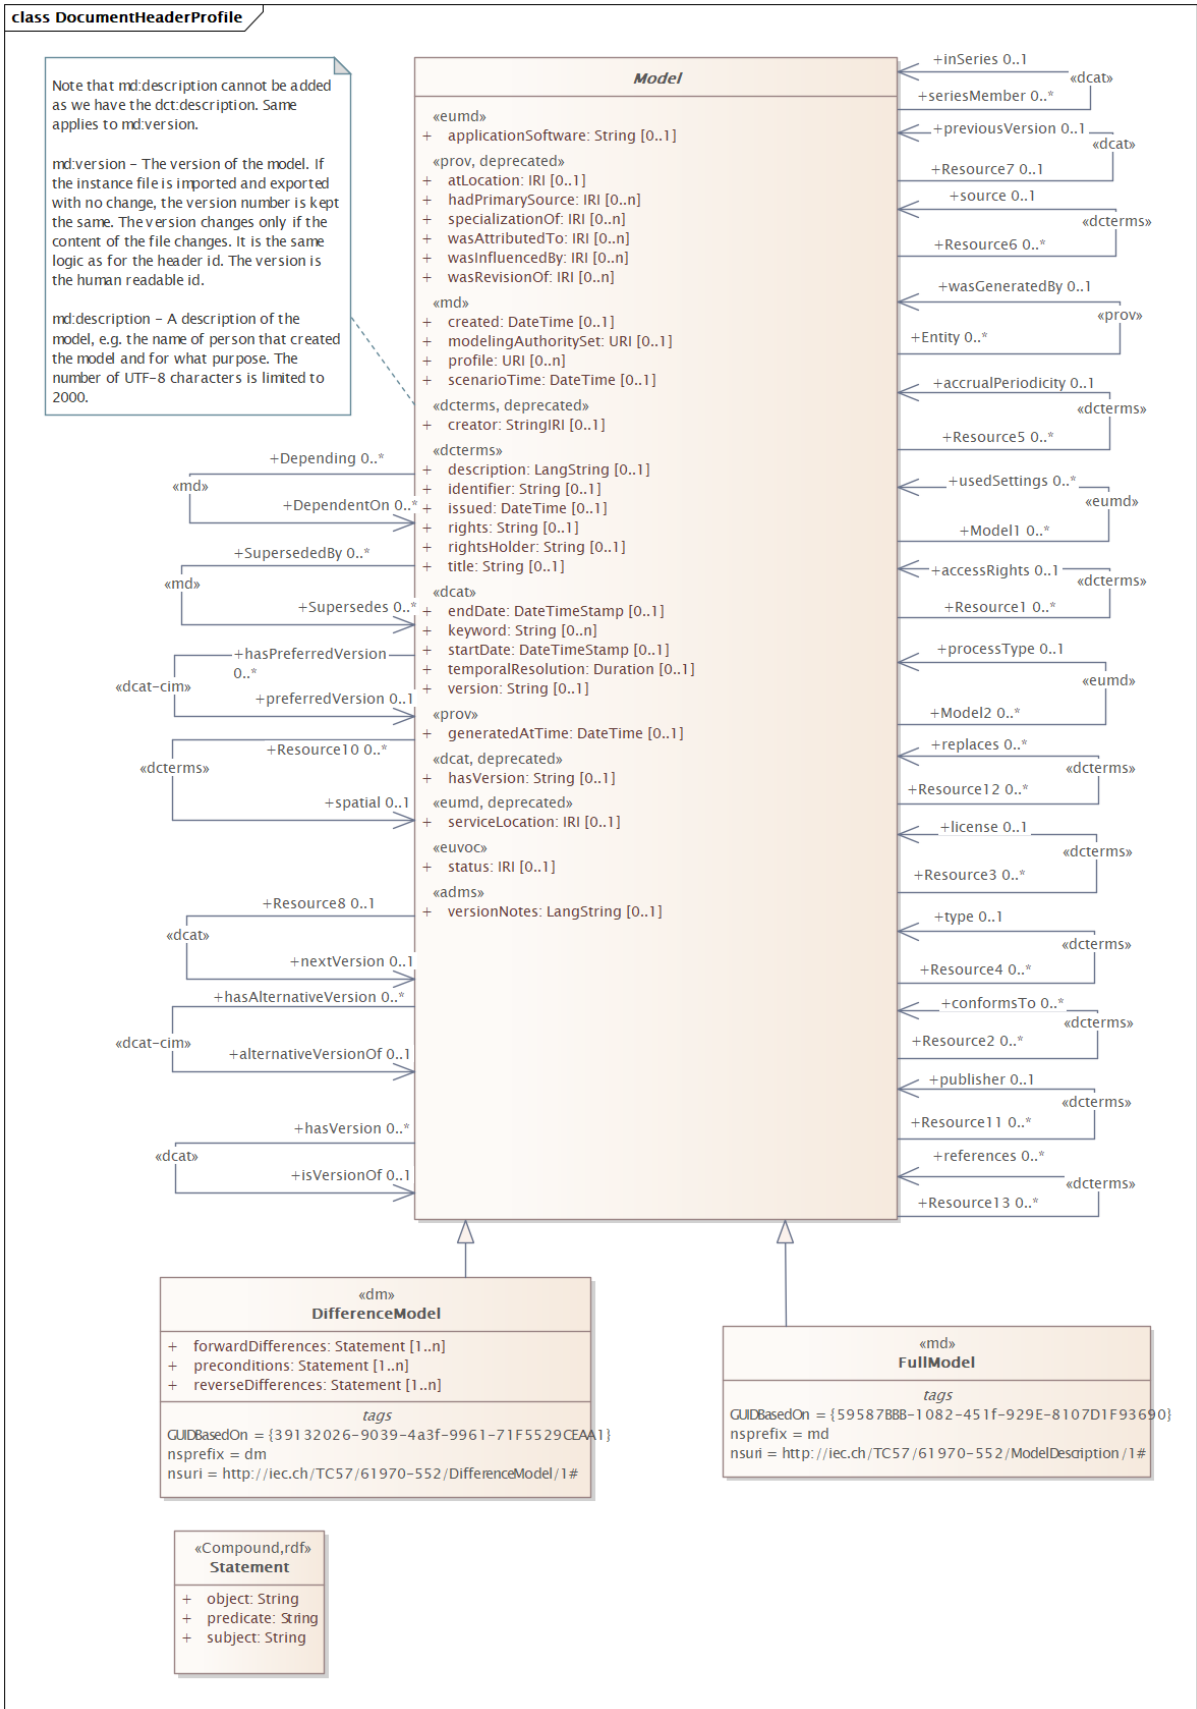 class DocumentHeaderProfile
Note that md:description cannot be added
as we have the dct:description. Same
applies to md:version.
md:version - The version of the model. If
the instance file is imported and exported
with no change, the version number is kept
the same. The version changes only if the
content of the file changes. It is the same
logic as for the header id. The version is
the human readable id.
md:description - A description of the
model, e.g. the name of person that created
the model and for what purpose. The
number of UTF-8 characters is limited to
2000.
Model
«eumd»
+ applicationSoftware: String [0..1]
«prov, deprecated»
+ atLocation: IRI [0..1]
+ hadPrimarySource: IRI [0..n]
+ specializationOf: IRI [0..n]
+ wasAttributedTo: IRI [0..n]
+ wasInfluencedBy: IRI [0..n]
+ wasRevisionOf: IRI [0..n]
«md»
+ created: DateTime [0..1]
+ modelingAuthoritySet: URI [0..1]
+ profile: URI [0..n]
+ scenarioTime: DateTime [0..1]
«dcterms, deprecated»
+ creator: StringIRI [0..1]
«dcterms»
+ description: LangString [0..1]
+ identifier: String [0..1]
+ issued: DateTime [0..1]
+ rights: String [0..1]
+ rightsHolder: String [0..1]
+ title: String [0..1]
«dcat»
+ endDate: DateTimeStamp [0..1]
+ keyword: String [0..n]
+ startDate: DateTimeStamp [0..1]
+ temporalResolution: Duration [0..1]
+ version: String [0..1]
«prov»
+ generatedAtTime: DateTime [0..1]
«dcat, deprecated»
+ hasVersion: String [0..1]
«eumd, deprecated»
+ serviceLocation: IRI [0..1]
«euvoc»
+ status: IRI [0..1]
«adms»
+ versionNotes: LangString [0..1]
+Depending 0..*
«md»
+DependentOn 0..*
+SupersededBy 0..*
«md»
+Supersedes 0..*
+hasPreferredVersion
0..*
«dcat-cim»
+preferredVersion 0..1
+Resource10 0..*
«dcterms»
+spatial 0..1
+Resource8 0..1
«dcat»
+nextVersion 0..1
+hasAlternativeVersion 0..*
«dcat-cim»
+alternativeVersionOf 0..1
+hasVersion 0..*
«dcat»
+isVersionOf 0..1
+inSeries 0..1
«dcat»
+seriesMember 0..*
+previousVersion 0..1
«dcat»
+Resource7 0..1
+source 0..1
«dcterms»
+Resource6 0..*
+wasGeneratedBy 0..1
«prov»
+Entity 0..*
+accrualPeriodicity 0..1
«dcterms»
+Resource5 0..*
+usedSettings 0..*
«eumd»
+Model1 0..*
+accessRights 0..1
«dcterms»
+Resource1 0..*
+processType 0..1
«eumd»
+Model2 0..*
+replaces 0..*
«dcterms»
+Resource12 0..*
+license 0..1
«dcterms»
+Resource3 0..*
+type 0..1
«dcterms»
+Resource4 0..*
+conformsTo 0..*
«dcterms»
+Resource2 0..*
+publisher 0..1
«dcterms»
+Resource11 0..*
+references 0..*
«dcterms»
+Resource13 0..*
«dm»
DifferenceModel
+ forwardDifferences: Statement [1..n]
+ preconditions: Statement [1..n]
+ reverseDifferences: Statement [1..n]
tags
GUIDBasedOn = {39132026-9039-4a3f-9961-71F5529CEAA1}
nsprefix = dm
nsuri = http://iec.ch/TC57/61970-552/DifferenceModel/1#
«md»
FullModel
tags
GUIDBasedOn = {59587BBB-1082-451f-929E-8107D1F93690}
nsprefix = md
nsuri = http://iec.ch/TC57/61970-552/ModelDescription/1#
«Compound,rdf»
Statement
+ object: String
+ predicate: String
+ subject: String